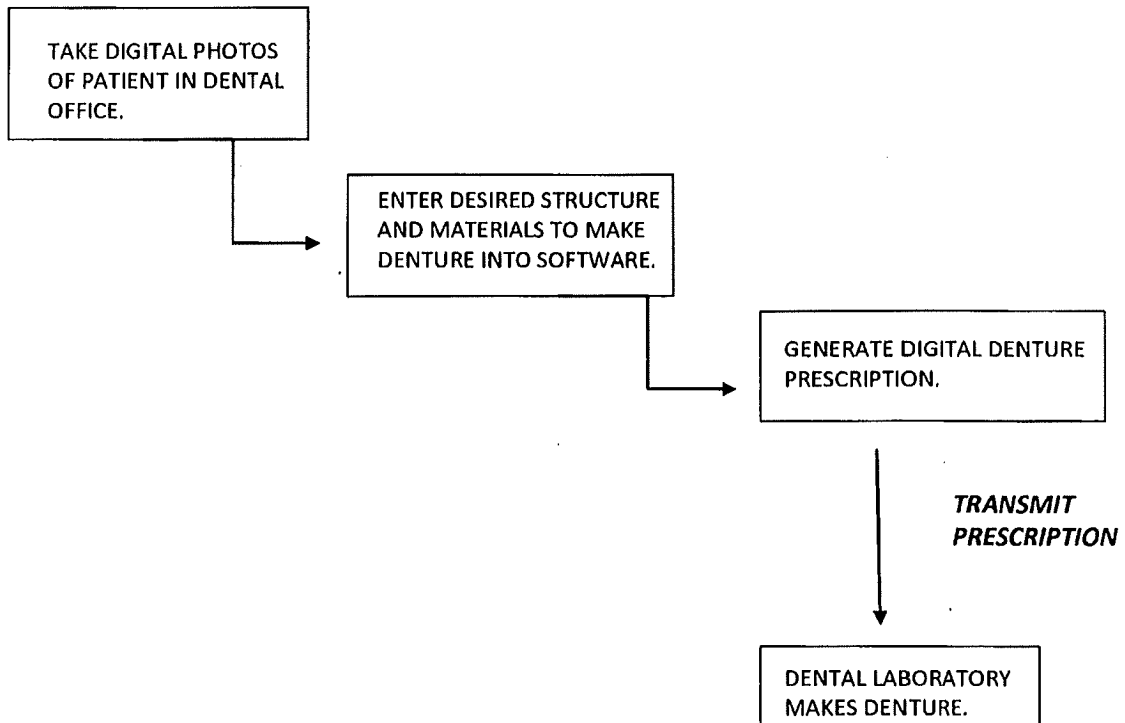 TAKE DIGITAL PHOTOS
OF PATIENT IN DENTAL
OFFICE.
ENTER DESIRED STRUCTURE
AND MATERIALS TO MAKE
DENTURE INTO SOFTWARE.
GENERATE DIGITAL DENTURE
PRESCRIPTION.
TRANSMIT
PRESCRIPTION
DENTAL LABORATORY
MAKES DENTURE.